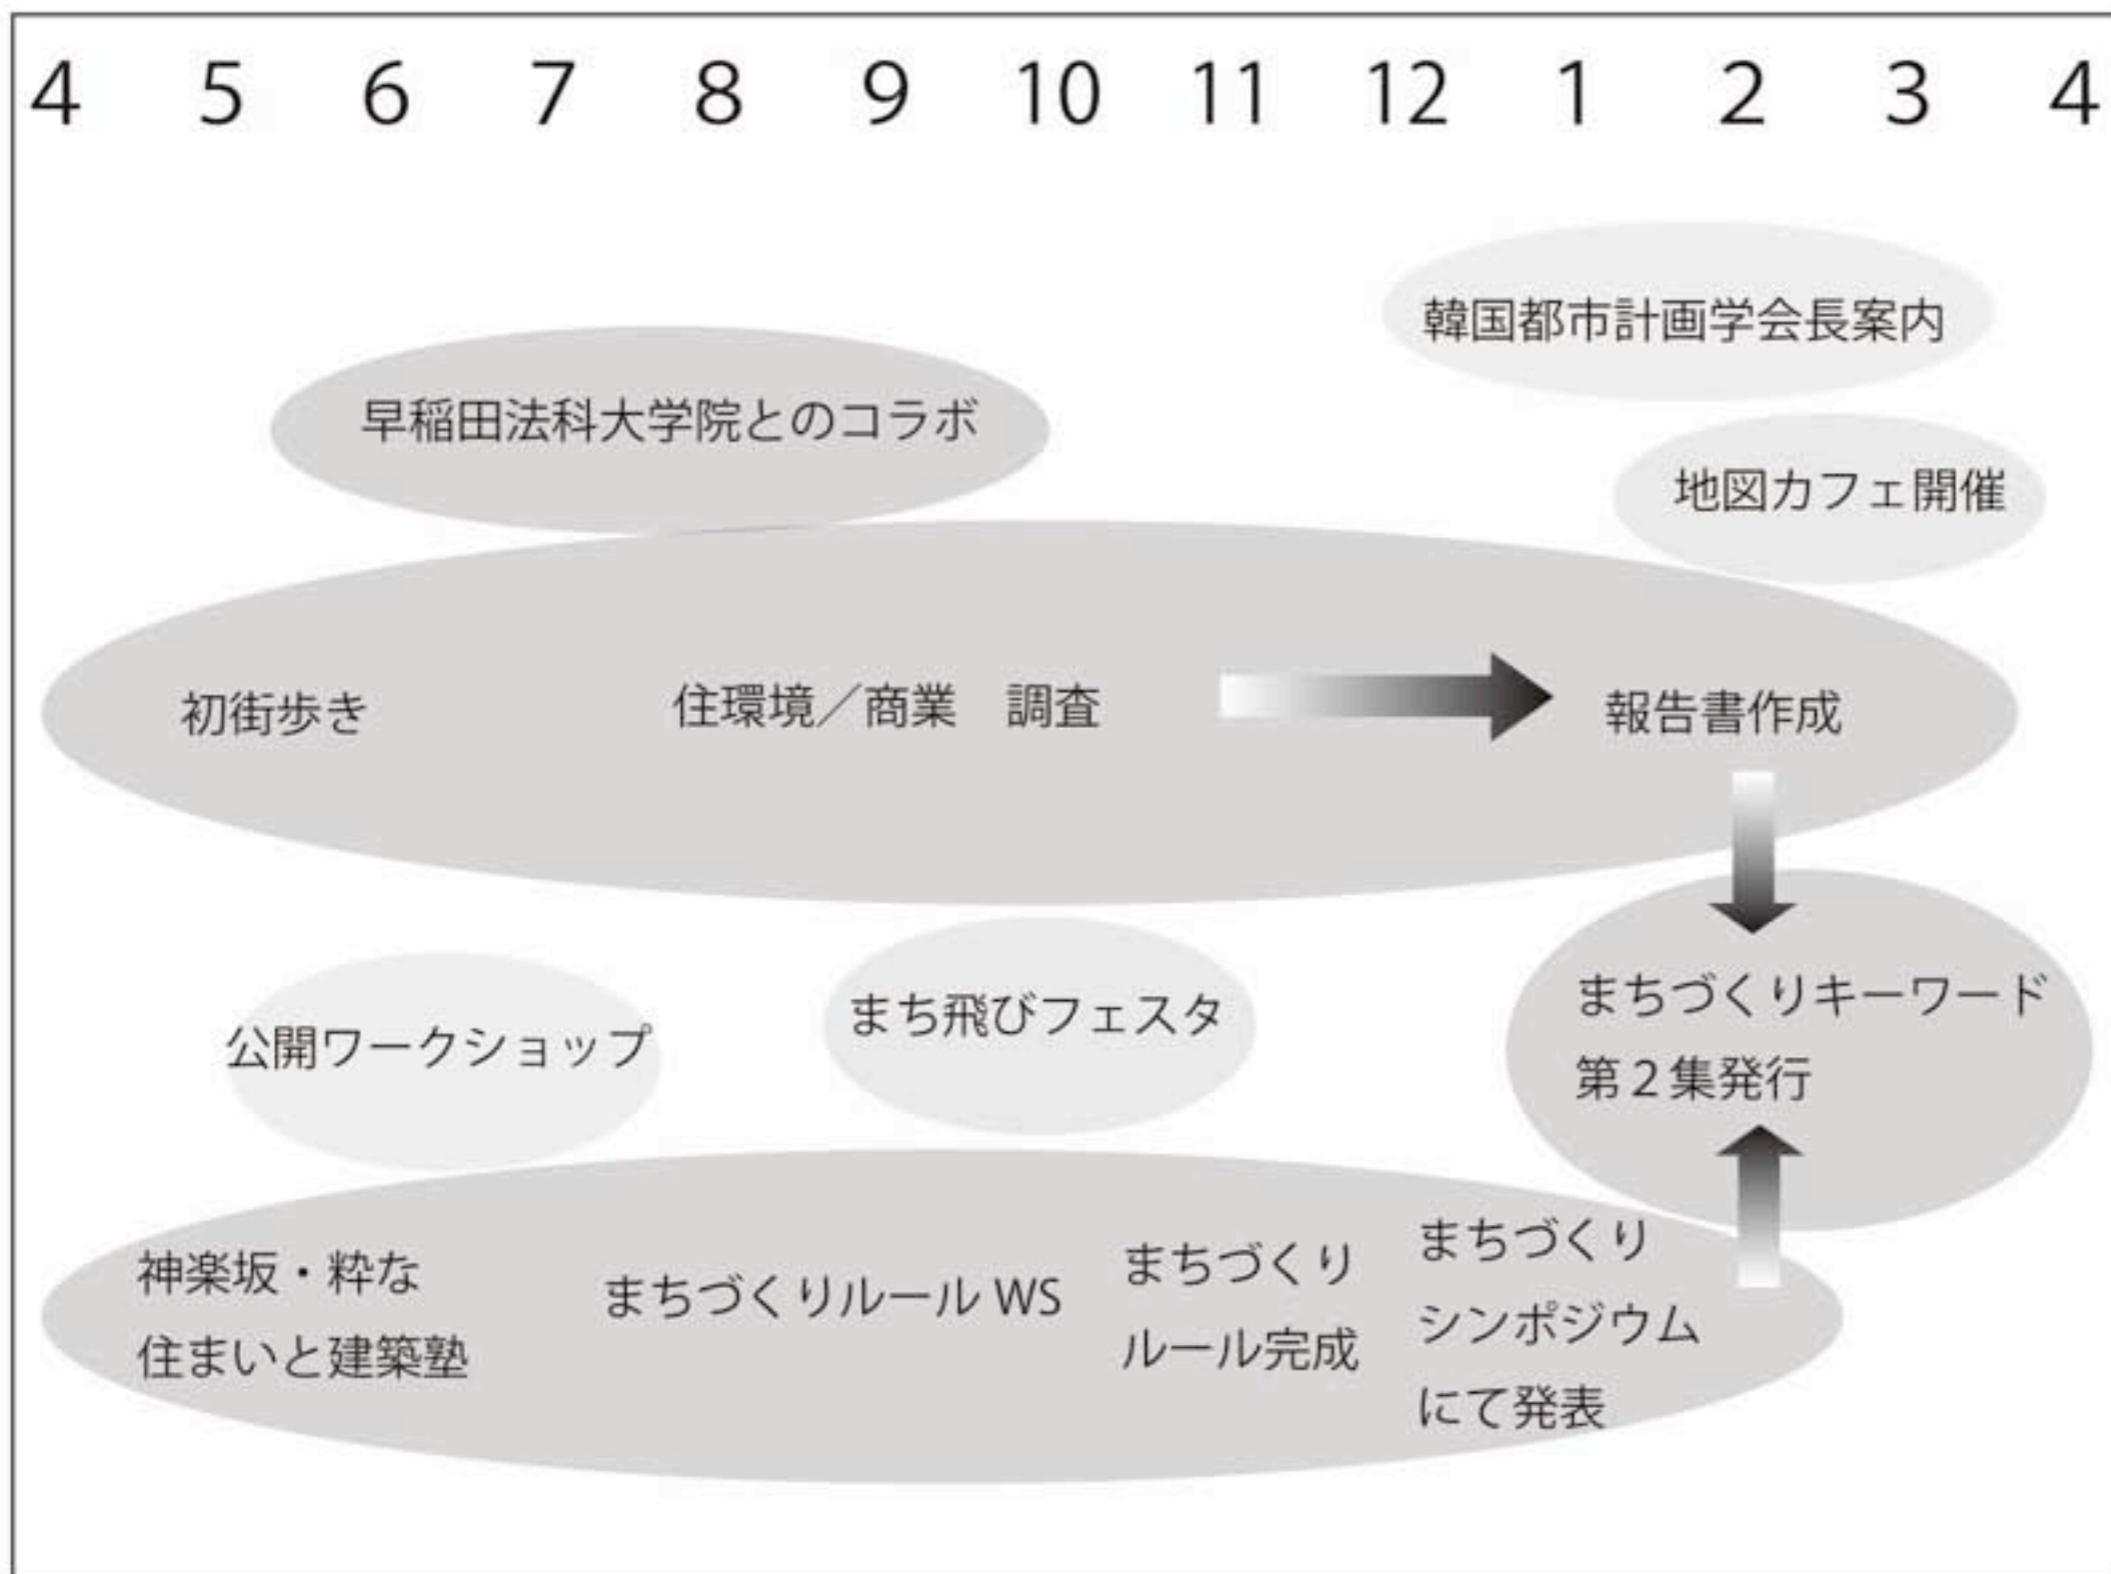 4 5 6 7 8 9 10 11 12 1 2 3 4
韓国都市計画学会長案内
早稲田法科大学院とのコラボ
地図カフェ開催
初街歩き
住環境／商業　調査
報告書作成
公開ワークショップ
まち飛びフェスタ
まちづくりキーワード
第２集発行
神楽坂・粋な
住まいと建築塾
まちづくりルール WS
まちづくり
ルール完成
まちづくり
シンポジウム
にて発表